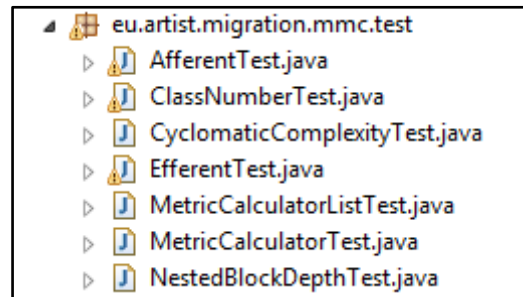 eu.artist.migration.mmc.test
AfferentTest.java
ClassNumberTest.java
CyclomaticComplexityTest.java
EfferentTest.java
MetricCalculatorListTest.java
MetricCalculatorTest.java
NestedBlockDepthTest.java